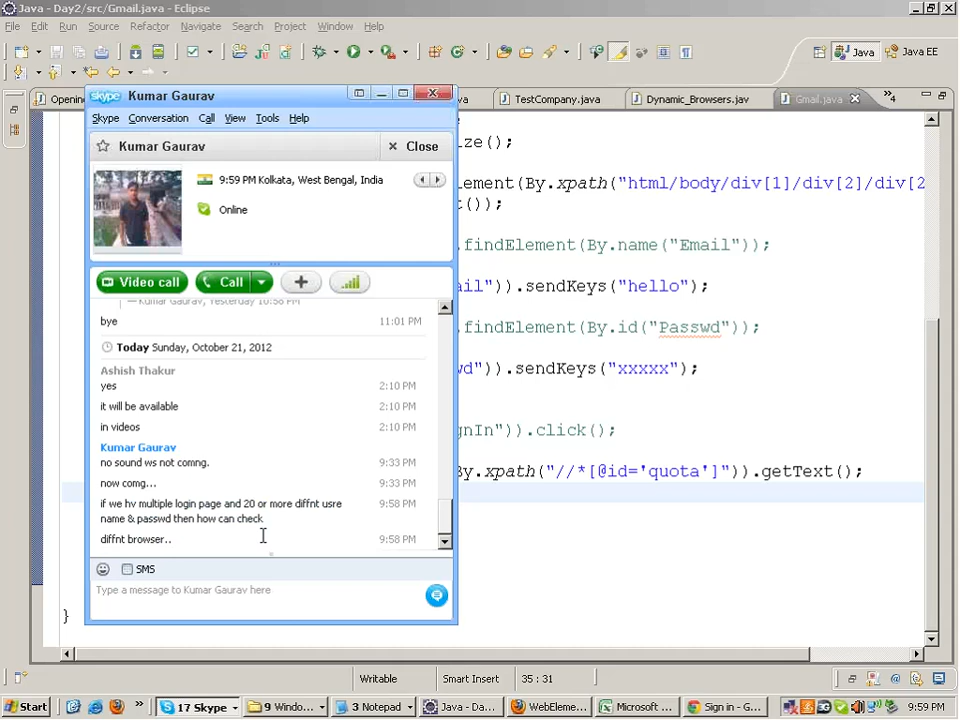 Java - Day2/src/Gmail.java - Eclipse
File Edit Run Source Refactor Navigate Search Project Window Help
Java Java EE
Openin
TestCompany.java
Dynamic_Browsers.jav
Gmail.java
4
skype Kumar Gaurav
Skype Conversation Call View Tools Help
Kumar Gaurav
Close
9:59 PM Kolkata, West Bengal, India
Online
Video call Call
Kumar Gaurav, Yesterday 10:58 PM
bye 11:01 PM
Today Sunday, October 21, 2012
Ashish Thakur
yes 2:10 PM
it will be available 2:10 PM
in videos 2:10 PM
Kumar Gaurav
no sound ws not comng. 9:33 PM
now comg... 9:33 PM
if we hv multiple login page and 20 or more diffnt usre 9:58 PM
name & passwd then how can check
diffnt browser.. 9:58 PM
SMS
Type a message to Kumar Gaurav here
ize();
lement(By.xpath("html/body/div[1]/div[2]/div[2
t());
.findElement(By.name("Email"));
ail")).sendKeys("hello");
.findElement(By.id("Passwd"));
wd")).sendKeys("xxxxx");
gnIn")).click();
By.xpath("//*[@id='quota']")).getText();
}
Writable Smart Insert 35 : 31
Start
17 Skype
9 Windo...
3 Notepad
Java - Da...
WebEleme...
Microsoft ...
Sign in - G...
9:59 PM